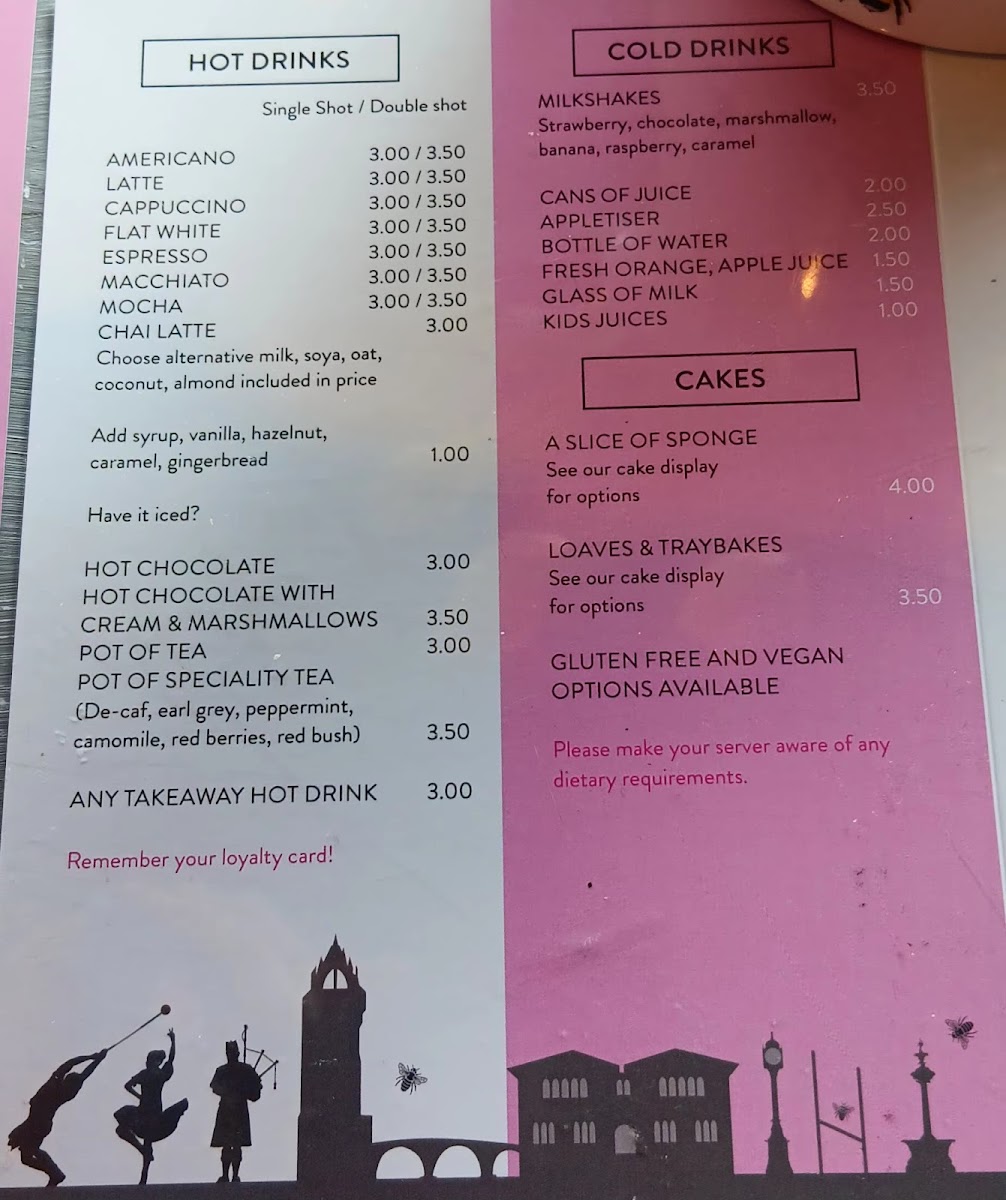 HOT DRINKS
Single Shot / Double shot
AMERICANO 3.00 / 3.50
LATTE 3.00 / 3.50
CAPPUCCINO 3.00 / 3.50
FLAT WHITE 3.00 / 3.50
ESPRESSO 3.00 / 3.50
MACCHIATO 3.00 / 3.50
MOCHA 3.00 / 3.50
CHAI LATTE 3.00
Choose alternative milk, soya, oat,
coconut, almond included in price
Add syrup, vanilla, hazelnut,
caramel, gingerbread 1.00
Have it iced?
HOT CHOCOLATE 3.00
HOT CHOCOLATE WITH
CREAM & MARSHMALLOWS 3.50
POT OF TEA 3.00
POT OF SPECIALITY TEA
(De-caf, earl grey, peppermint,
camomile, red berries, red bush) 3.50
ANY TAKEAWAY HOT DRINK 3.00
Remember your loyalty card!
COLD DRINKS
MILKSHAKES 3.50
Strawberry, chocolate, marshmallow,
banana, raspberry, caramel
CANS OF JUICE 2.00
APPLETISER 2.50
BOTTLE OF WATER 2.00
FRESH ORANGE, APPLE JUICE 1.50
GLASS OF MILK 1.50
KIDS JUICES 1.00
CAKES
A SLICE OF SPONGE
See our cake display
for options 4.00
LOAVES & TRAYBAKES
See our cake display
for options 3.50
GLUTEN FREE AND VEGAN
OPTIONS AVAILABLE
Please make your server aware of any
dietary requirements.